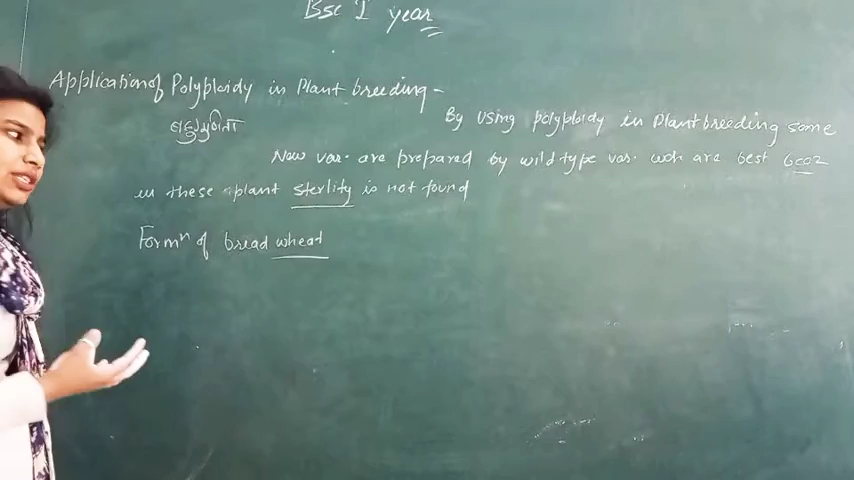 Bsc I year
Application of Polyploidy in Plant breeding -
By using polyploidy in Plant breeding some
New var. are prepared by wild type var. wch are best bcoz
in these plant sterlity is not found
Formⁿ of bread wheat